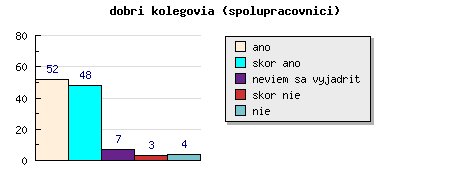 dobri kolegovia (spolupracovnici)
80
60
40
20
0
52
48
7
3
4
ano
skor ano
neviem sa vyjadrit
skor nie
nie